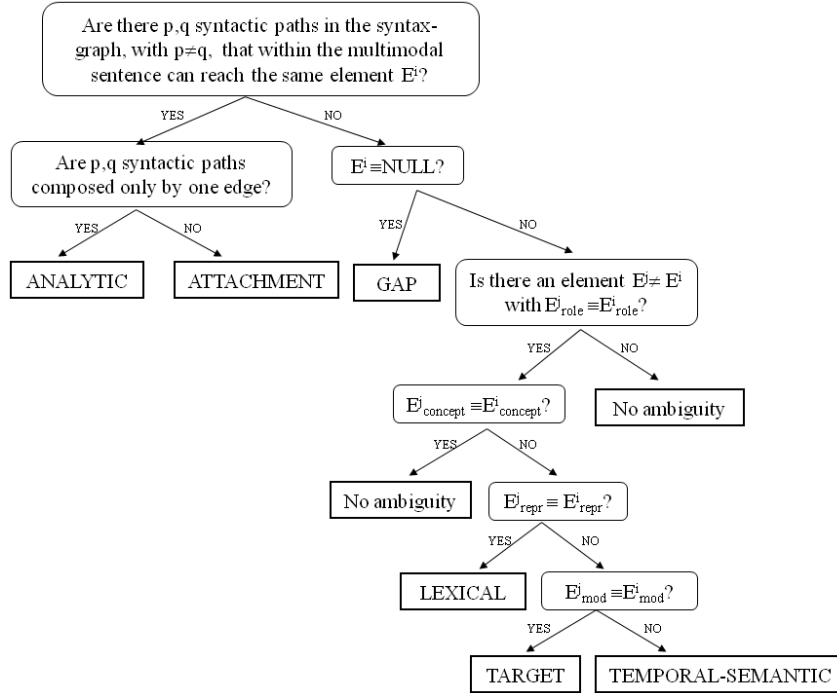 Are there p,q syntactic paths in the syntax-
graph, with p≠q, that within the multimodal
sentence can reach the same element Eⁱ?
YES
NO
Are p,q syntactic paths
composed only by one edge?
Eⁱ ≡NULL?
YES
NO
YES
NO
ANALYTIC
ATTACHMENT
GAP
Is there an element Eʲ≠ Eⁱ
with Eʲrole ≡Eⁱrole?
YES
NO
Eʲconcept ≡Eⁱconcept?
No ambiguity
YES
NO
No ambiguity
Eʲrepr ≡ Eⁱrepr?
YES
NO
LEXICAL
Eʲmod ≡Eⁱmod?
YES
NO
TARGET
TEMPORAL-SEMANTIC